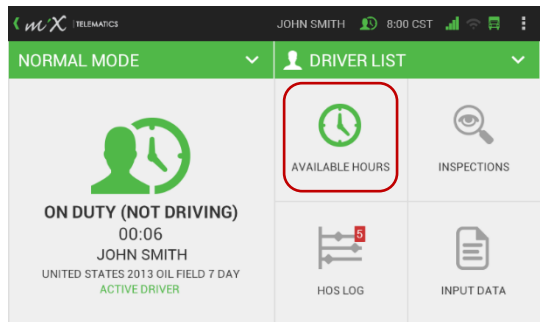 MiX TELEMATICS JOHN SMITH 8:00 CST
NORMAL MODE
DRIVER LIST
ON DUTY (NOT DRIVING)
00:06
JOHN SMITH
UNITED STATES 2013 OIL FIELD 7 DAY
ACTIVE DRIVER
AVAILABLE HOURS
INSPECTIONS
5
HOS LOG
INPUT DATA